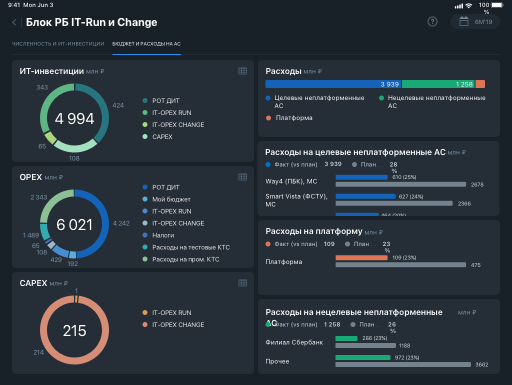 9:41 Mon Jun 3
100 %
Блок РБ IT-Run и Change
6М'19
ЧИСЛЕННОСТЬ И ИТ-ИНВЕСТИЦИИ
БЮДЖЕТ И РАСХОДЫ НА АС
ИТ-инвестиции млн ₽
343
424
65
108
4 994
РОТ ДИТ
IT-OPEX RUN
IT-OPEX CHANGE
CAPEX
OPEX млн ₽
2 343
4 242
1 489
65
108
429
192
6 021
РОТ ДИТ
Мой бюджет
IT-OPEX RUN
IT-OPEX CHANGE
Налоги
Расходы на тестовые КТС
Расходы на пром. КТС
CAPEX млн ₽
1
214
215
IT-OPEX RUN
IT-OPEX CHANGE
Расходы млн ₽
3 939
1 258
Целевые неплатформенные АС
Нецелевые неплатформенные АС
Платформа
Расходы на целевые неплатформенные АС млн ₽
Факт (vs план) 3 939
План
28 %
Way4 (ПБК), МС
610 (25%)
2678
Smart Vista (ФСТУ), МС
627 (24%)
2366
Расходы на платформу млн ₽
Факт (vs план) 109
План
23 %
Платформа
109 (23%)
475
Расходы на нецелевые неплатформенные АС
млн ₽
Факт (vs план) 1 258
План
26 %
Филиал Сбербанк
286 (23%)
1188
Прочее
972 (23%)
3662